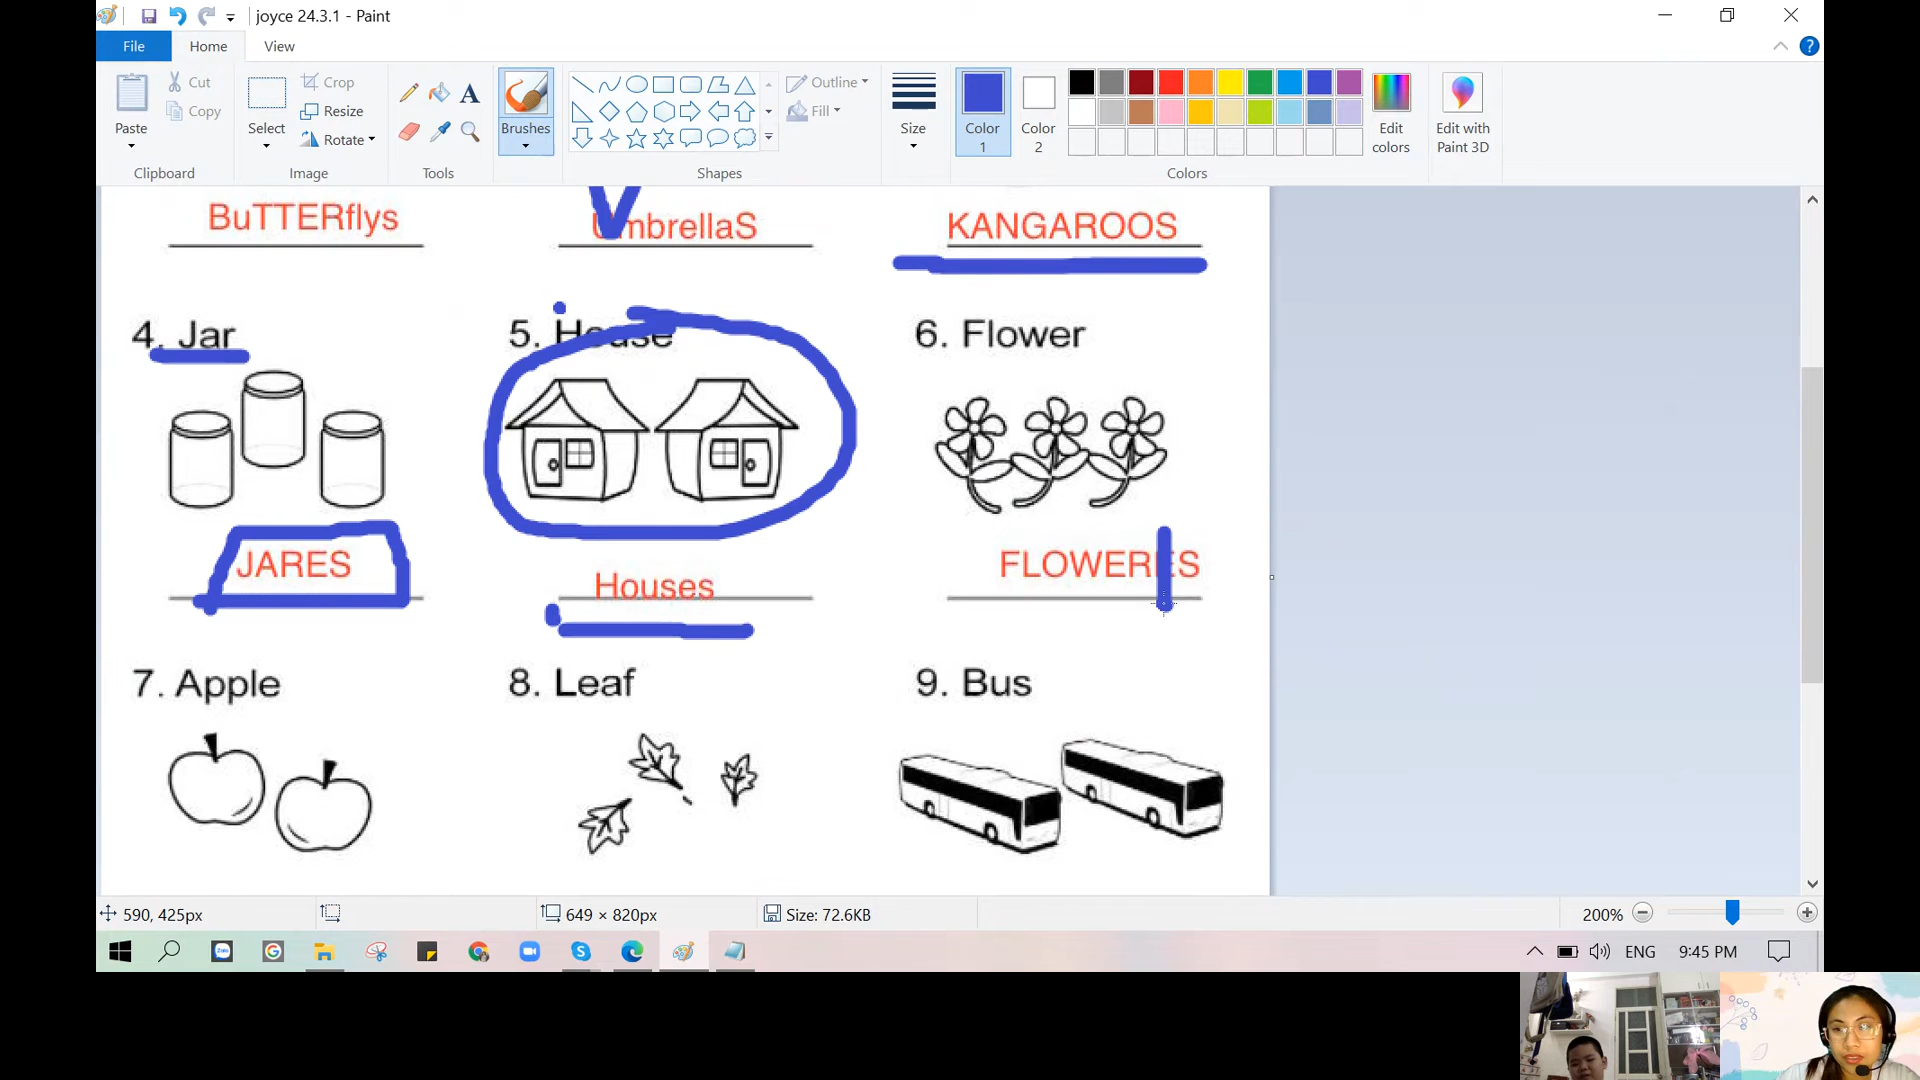 joyce 24.3.1 - Paint
File Home View
Paste
Cut
Copy
Clipboard
Select
Crop
Resize
Rotate
Image
A
Tools
Brushes
Shapes
Outline
Fill
Size
Color 1
Color 2
Edit colors
Edit with Paint 3D
Colors
BuTTERflys UmbrellaS KANGAROOS
4. Jar 5. House 6. Flower
JARES Houses FLOWERES
7. Apple 8. Leaf 9. Bus
590, 425px 649 × 820px Size: 72.6KB 200%
Zalo G ENG 9:45 PM